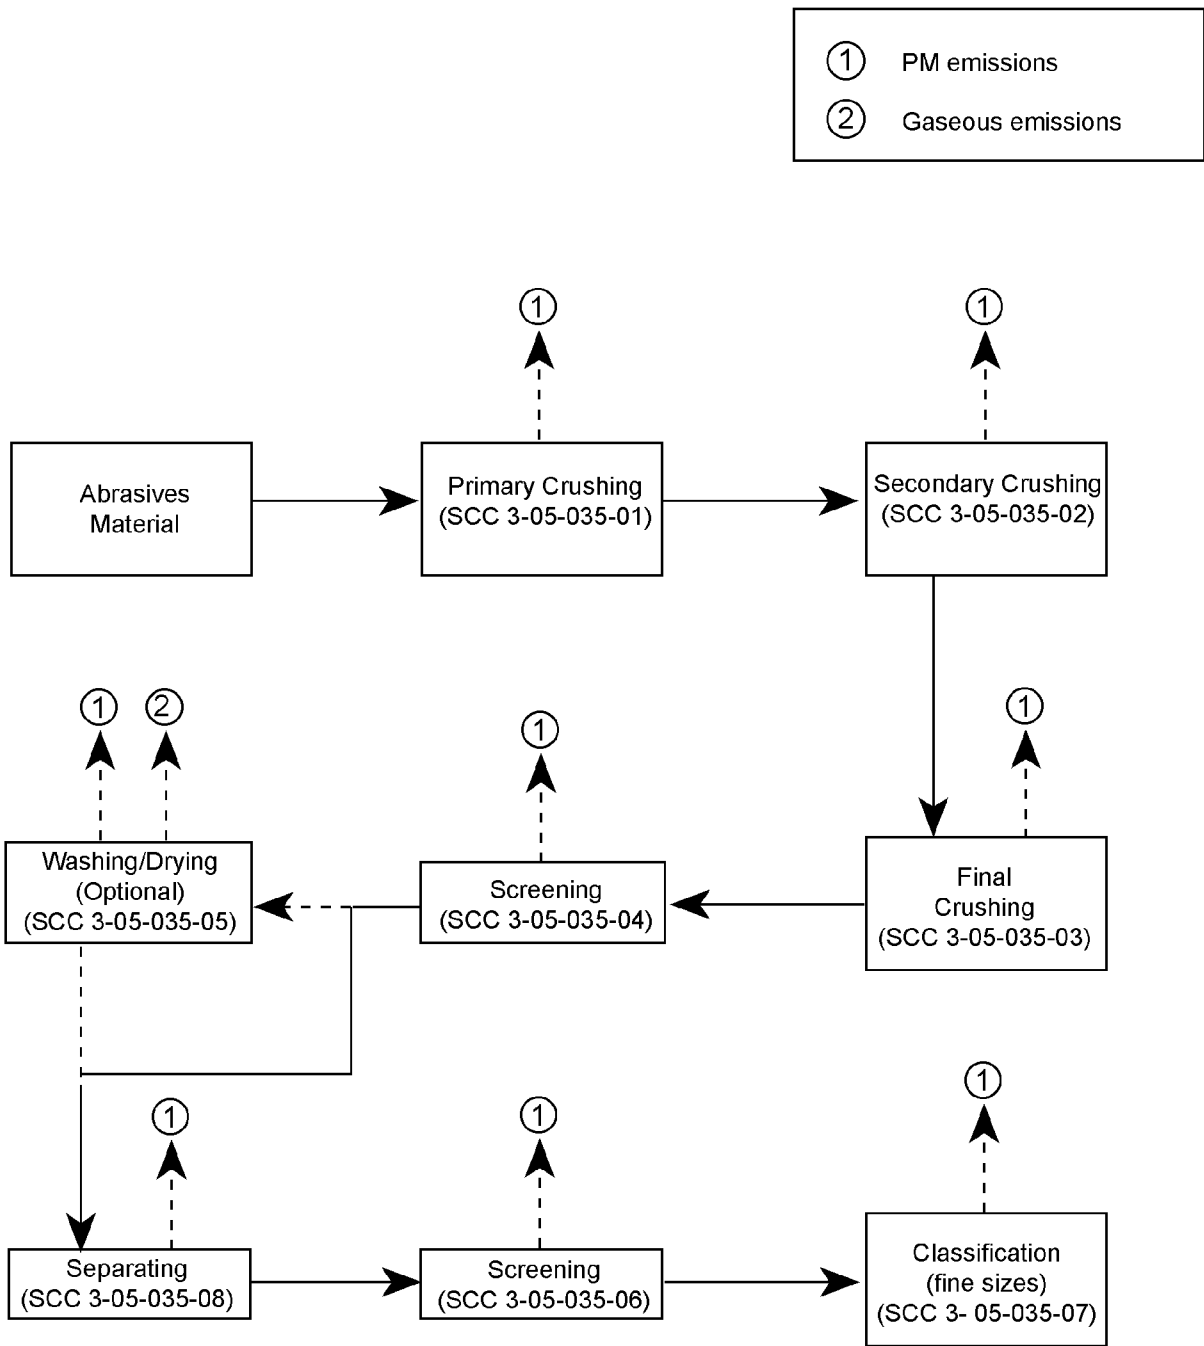 1 PM emissions
2 Gaseous emissions
1
1
Abrasives
Material
Primary Crushing
(SCC 3-05-035-01)
Secondary Crushing
(SCC 3-05-035-02)
1
2
1
1
Washing/Drying
(Optional)
(SCC 3-05-035-05)
Screening
(SCC 3-05-035-04)
Final
Crushing
(SCC 3-05-035-03)
1
1
1
Separating
(SCC 3-05-035-08)
Screening
(SCC 3-05-035-06)
Classification
(fine sizes)
(SCC 3- 05-035-07)